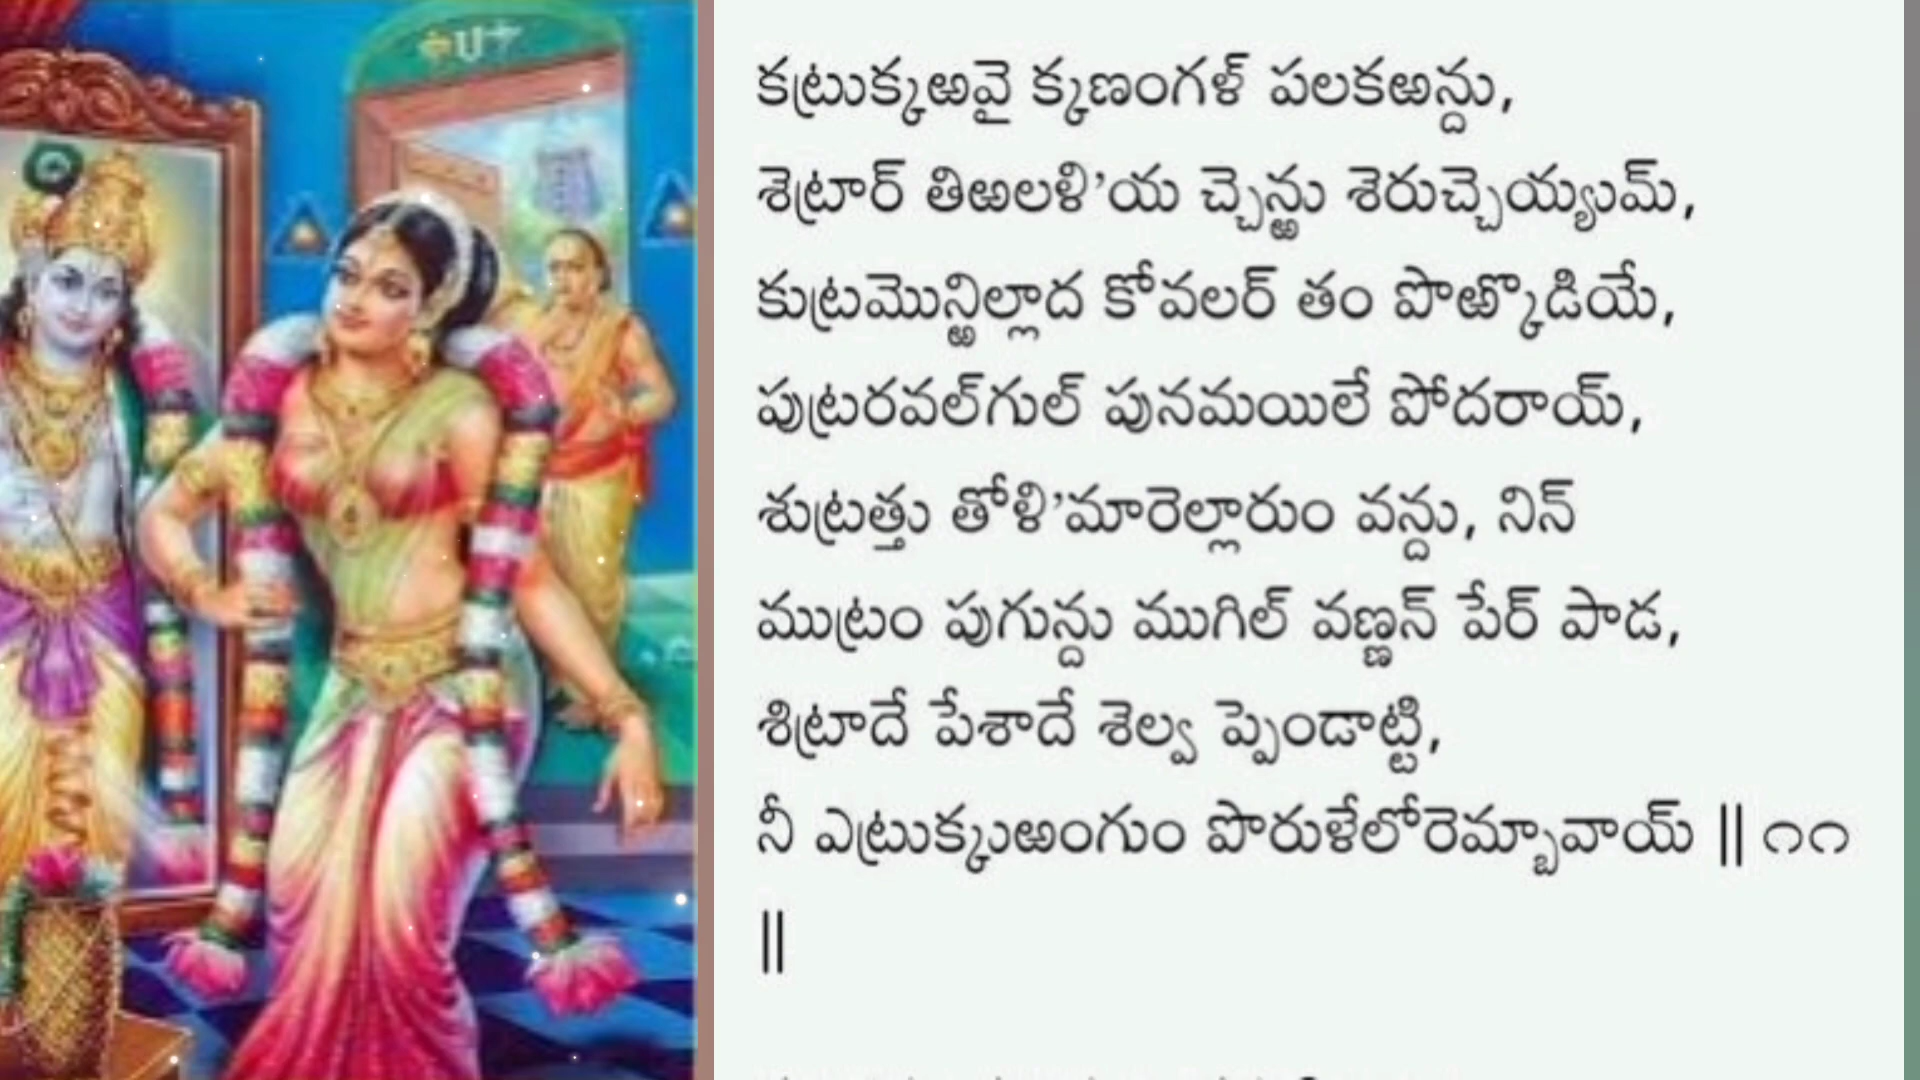 కట్రుక్కఱవై క్కణంగళ్ పలకఱన్దు,
శెట్రార్ తిఱలళి’య చ్చెన్ఱు శెరుచ్చెయ్యుమ్,
కుట్రమొన్ఱిల్లాద కోవలర్ తం పొఱ్కొడియే,
పుట్రరవల్‍గుల్ పునమయిలే పోదరాయ్,
శుట్రత్తు తోళి’మారెల్లారుం వన్దు, నిన్
ముట్రం పుగున్దు ముగిల్ వణ్ణన్ పేర్ పాడ,
శిట్రాదే పేశాదే శెల్వ ప్పెండాట్టి,
నీ ఎట్రుక్కుఱంగుం పొరుళేలోరెమ్బావాయ్ || ౧౧
||